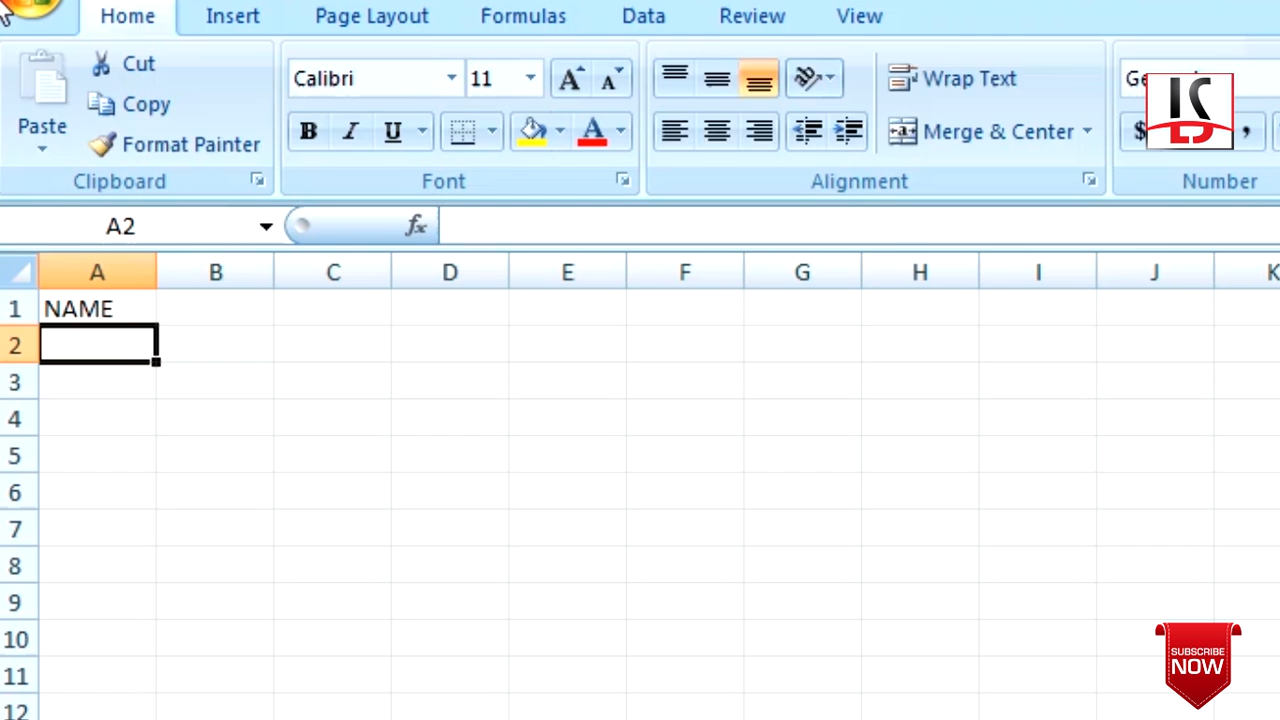 Home Insert Page Layout Formulas Data Review View
Cut
Copy
Paste
Format Painter
Clipboard
Calibri 11 A A
B I U A
Font
Wrap Text
Merge & Center
Alignment
$ ,
Number
A2 fx
A B C D E F G H I J K
1 NAME
2
3
4
5
6
7
8
9
10
11
12
SUBSCRIBE
NOW